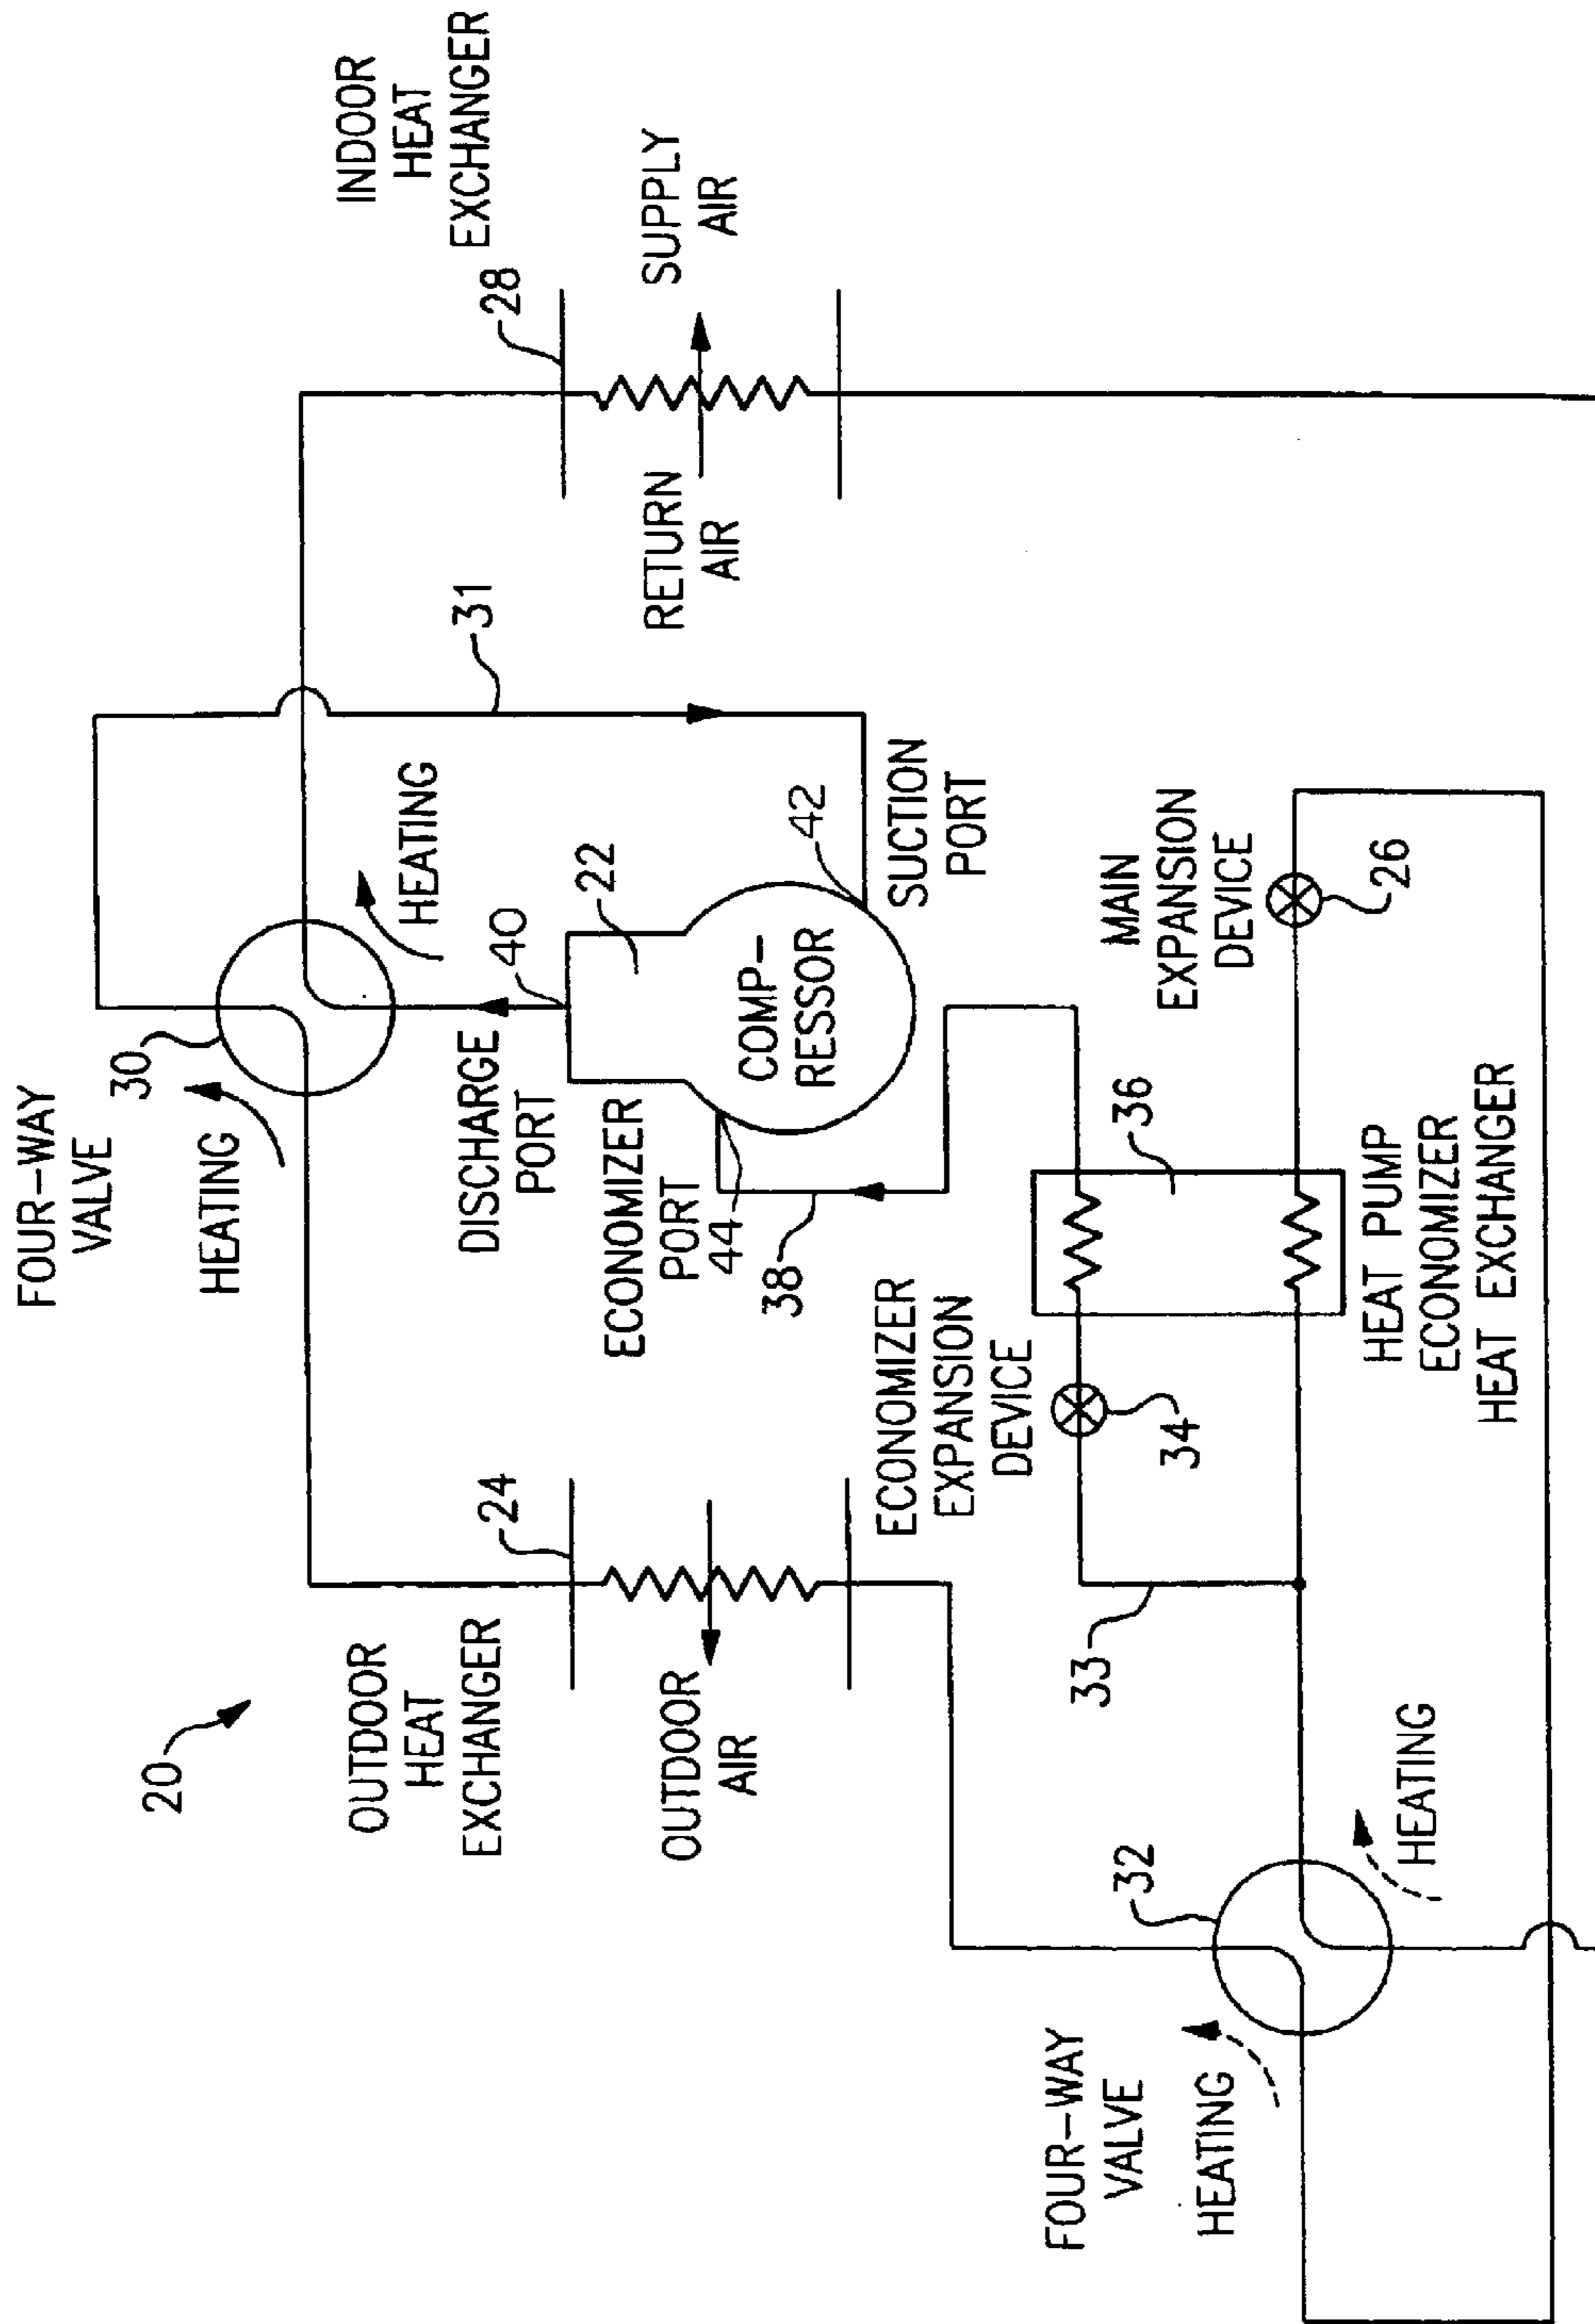 20
FOUR-WAY
VALVE
30
HEATING
HEATING
31
INDOOR
HEAT
EXCHANGER
28
OUTDOOR
HEAT
EXCHANGER
24
OUTDOOR
AIR
DISCHARGE
PORT
40
22
ECONOMIZER
PORT
44
38
COMP-
RESSOR
42
SUCTION
PORT
RETURN
AIR
SUPPLY
AIR
ECONOMIZER
EXPANSION
DEVICE
34
33
36
MAIN
EXPANSION
DEVICE
26
HEAT PUMP
ECONOMIZER
HEAT EXCHANGER
FOUR-WAY
VALVE
32
HEATING
HEATING